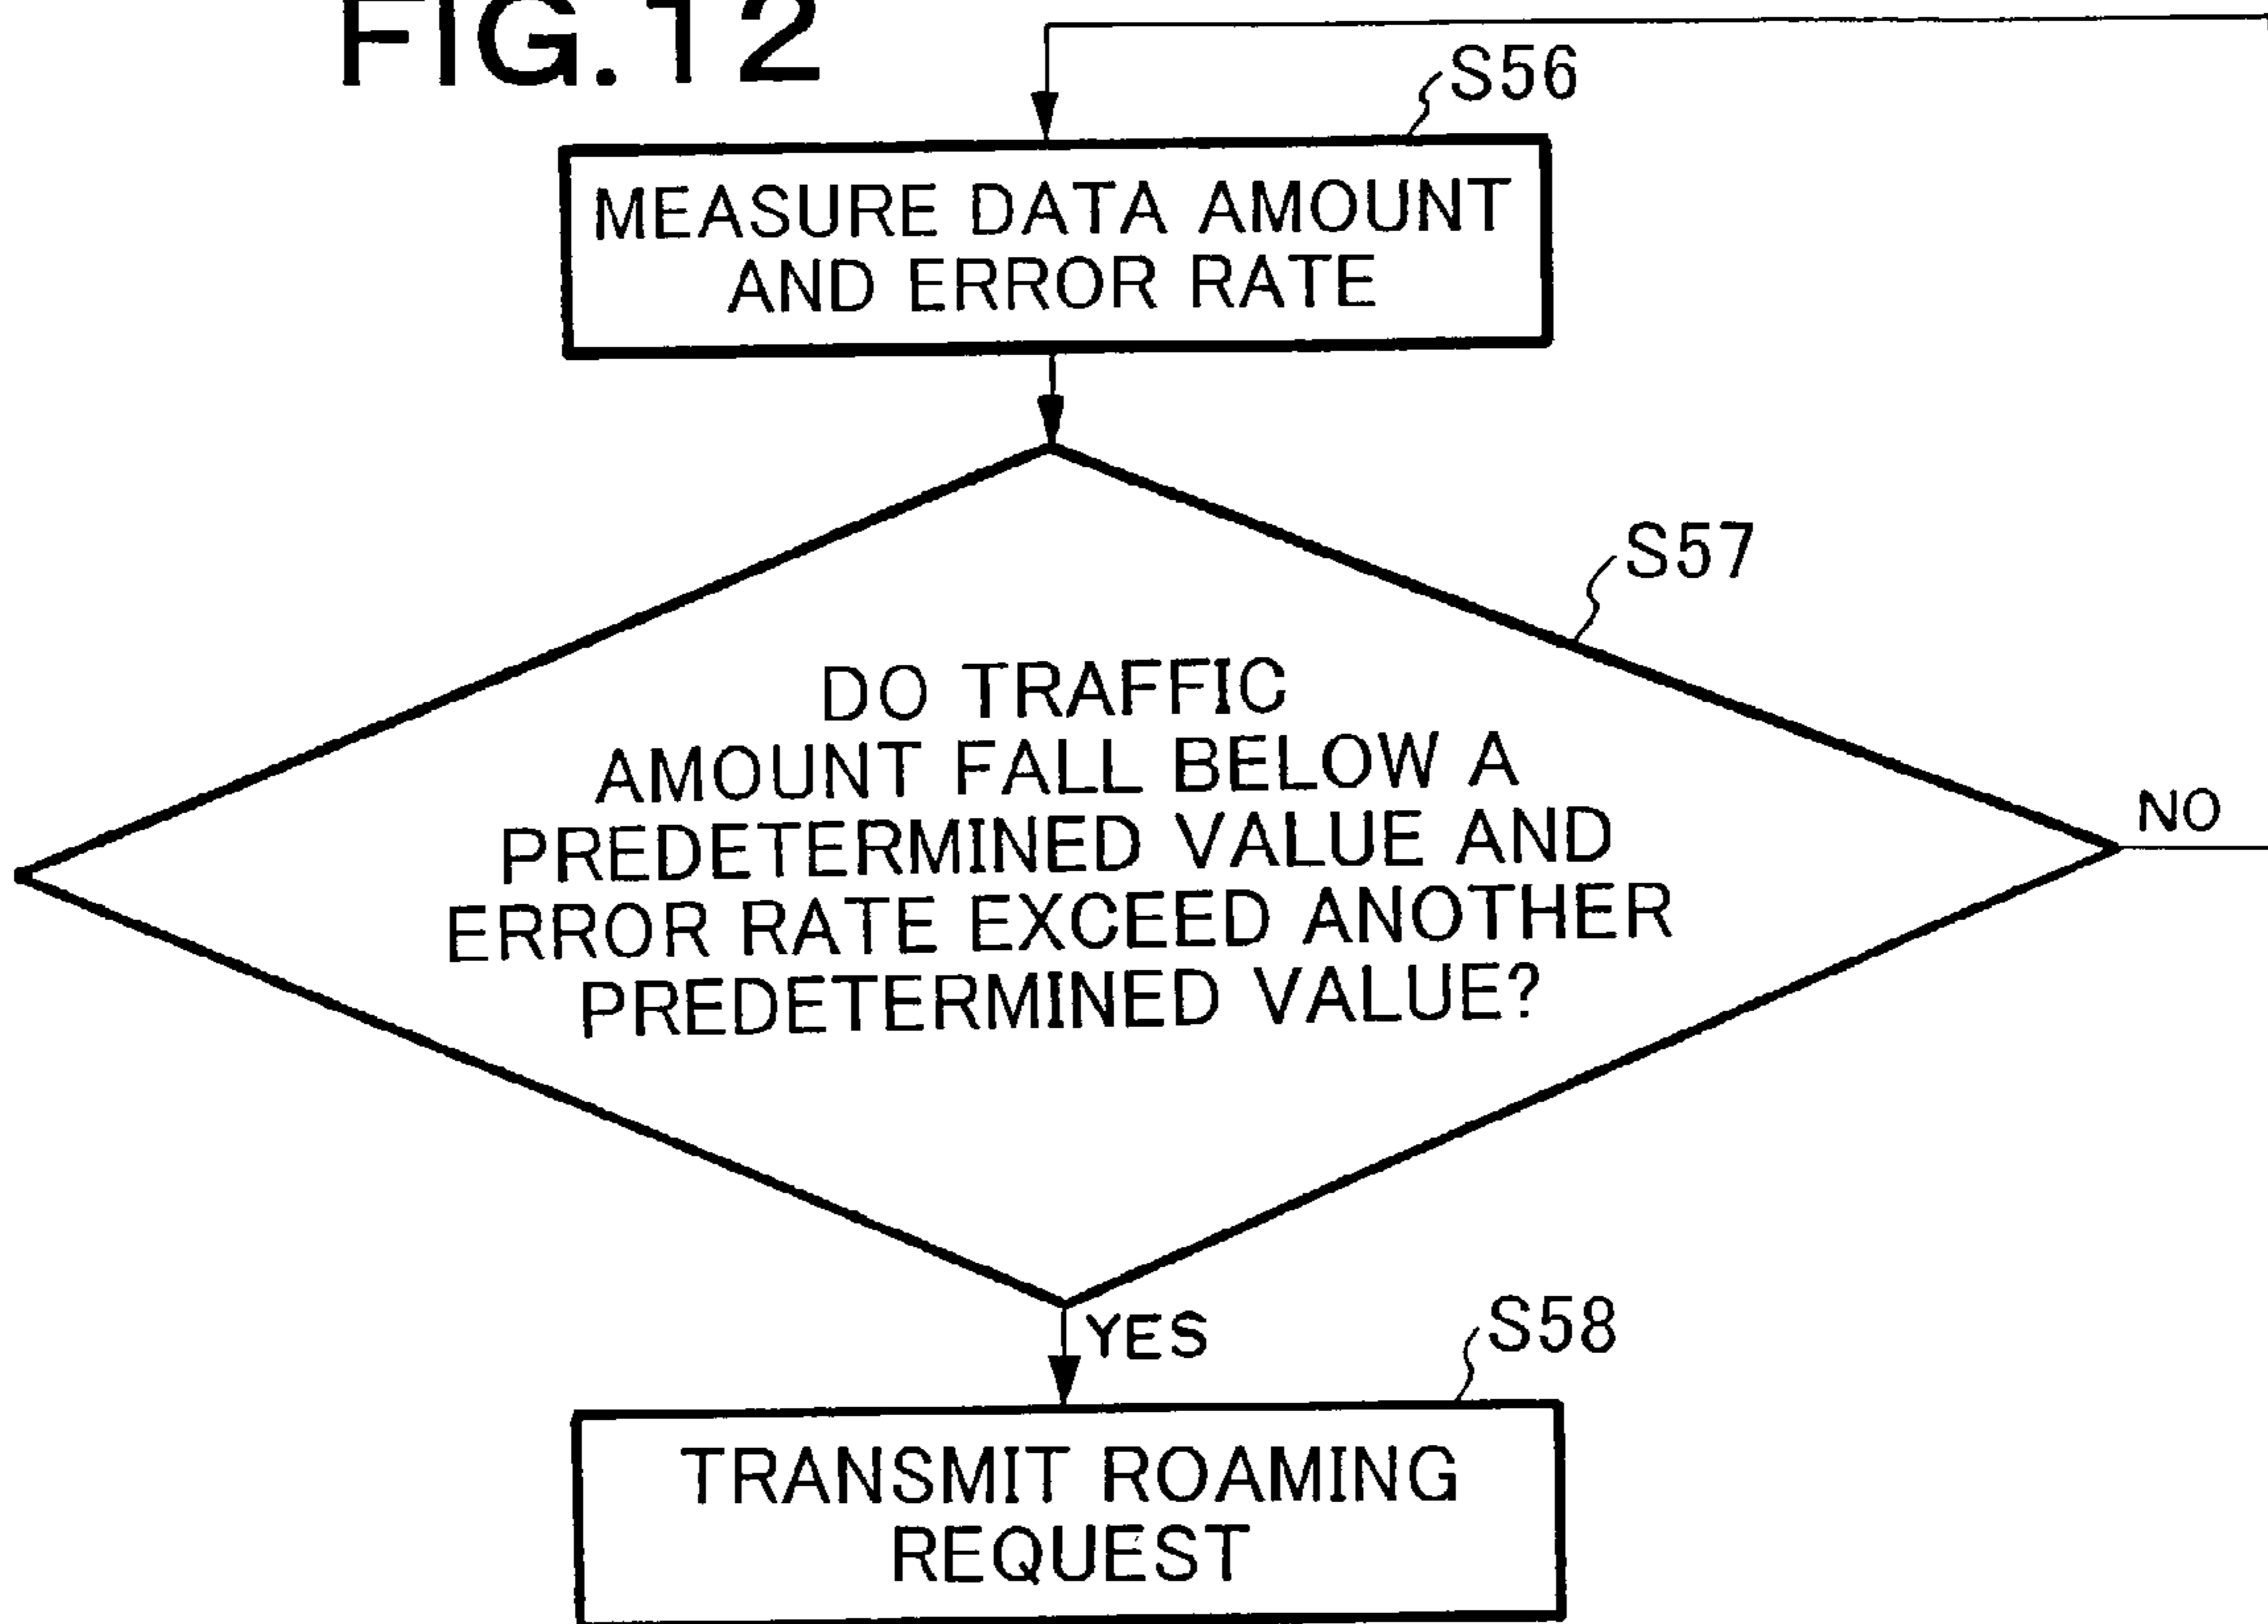 FIG.12
S56
MEASURE DATA AMOUNT
AND ERROR RATE
S57
DO TRAFFIC
AMOUNT FALL BELOW A
PREDETERMINED VALUE AND
ERROR RATE EXCEED ANOTHER
PREDETERMINED VALUE?
NO
YES
S58
TRANSMIT ROAMING
REQUEST